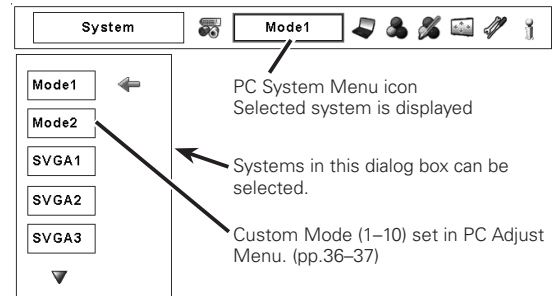 System
Mode1
PC System Menu icon
Selected system is displayed
Mode1
Mode2
SVGA1
SVGA2
SVGA3
Systems in this dialog box can be
selected.
Custom Mode (1–10) set in PC Adjust
Menu. (pp.36–37)